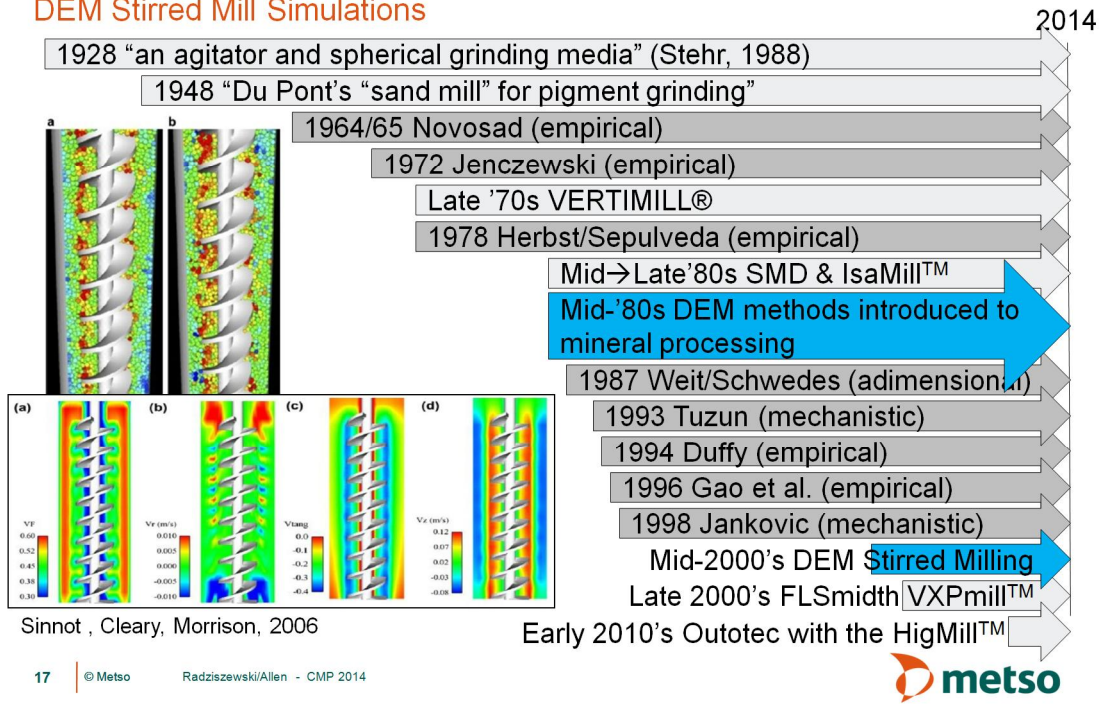 DEM Stirred Mill Simulations
2014
1928 “an agitator and spherical grinding media” (Stehr, 1988)
1948 “Du Pont’s “sand mill” for pigment grinding”
1964/65 Novosad (empirical)
1972 Jenczewski (empirical)
Late ’70s VERTIMILL®
1978 Herbst/Sepulveda (empirical)
Mid→Late’80s SMD & IsaMill™
Mid-’80s DEM methods introduced to
mineral processing
1987 Weit/Schwedes (adimensional)
1993 Tuzun (mechanistic)
1994 Duffy (empirical)
1996 Gao et al. (empirical)
1998 Jankovic (mechanistic)
Mid-2000’s DEM Stirred Milling
Late 2000’s FLSmidth VXPmill™
Early 2010’s Outotec with the HigMill™
a b
(a) (b) (c) (d)
VF
0.60
0.52
0.45
0.38
0.30
Vr (m/s)
0.010
0.005
0.000
-0.005
-0.010
Vtang
0.0
-0.1
-0.2
-0.3
-0.4
Vz (m/s)
0.12
0.07
0.02
-0.03
-0.08
Sinnot , Cleary, Morrison, 2006
17 © Metso Radziszewski/Allen - CMP 2014
metso